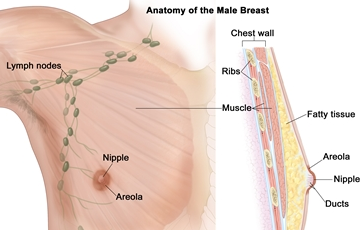 Anatomy of the Male Breast
Chest wall
Lymph nodes
Ribs
Muscle
Fatty tissue
Nipple
Areola
Areola
Nipple
Ducts